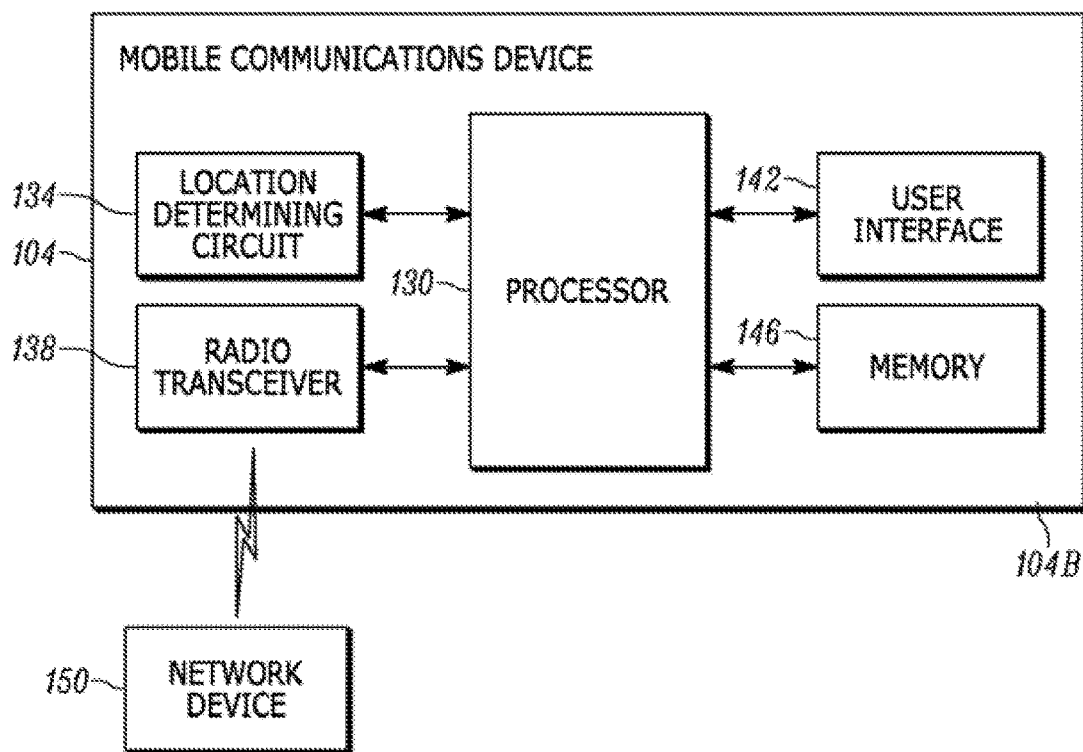 MOBILE COMMUNICATIONS DEVICE
134
LOCATION
DETERMINING
CIRCUIT
104
138
RADIO
TRANSCEIVER
130
PROCESSOR
142
USER
INTERFACE
146
MEMORY
104B
150
NETWORK
DEVICE